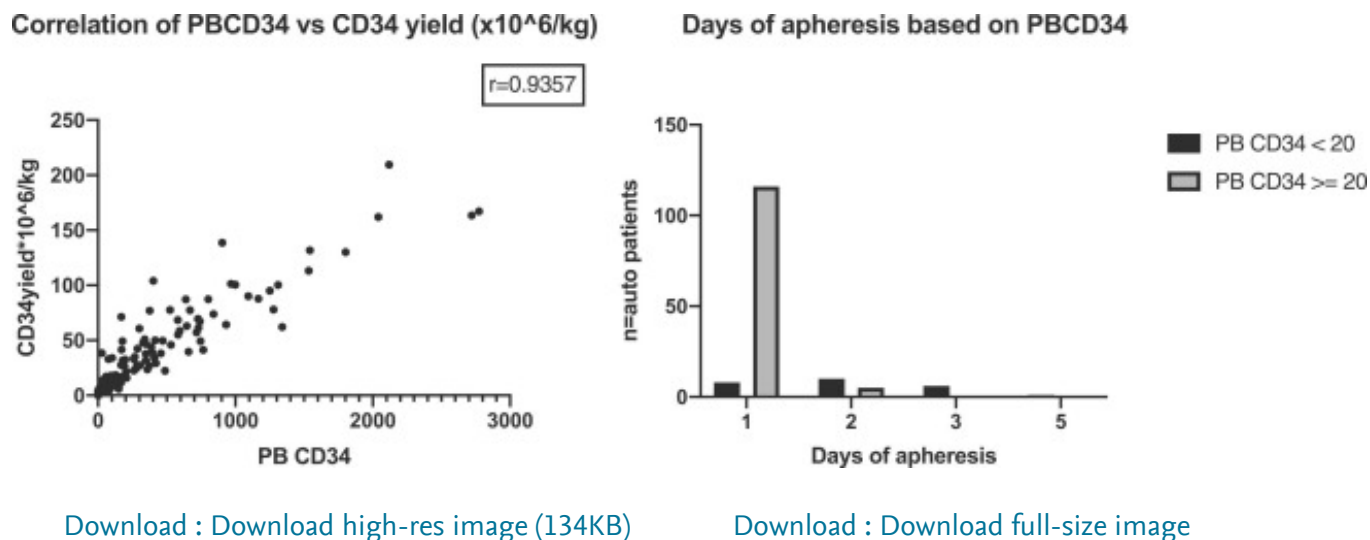 Correlation of PBCD34 vs CD34 yield (x10^6/kg)
r=0.9357
250
200
150
100
50
0
CD34yield*10^6/kg
0 1000 2000 3000
PB CD34
Days of apheresis based on PBCD34
150
100
50
0
n=auto patients
1 2 3 5
Days of apheresis
PB CD34 < 20
PB CD34 >= 20
Download : Download high-res image (134KB)
Download : Download full-size image